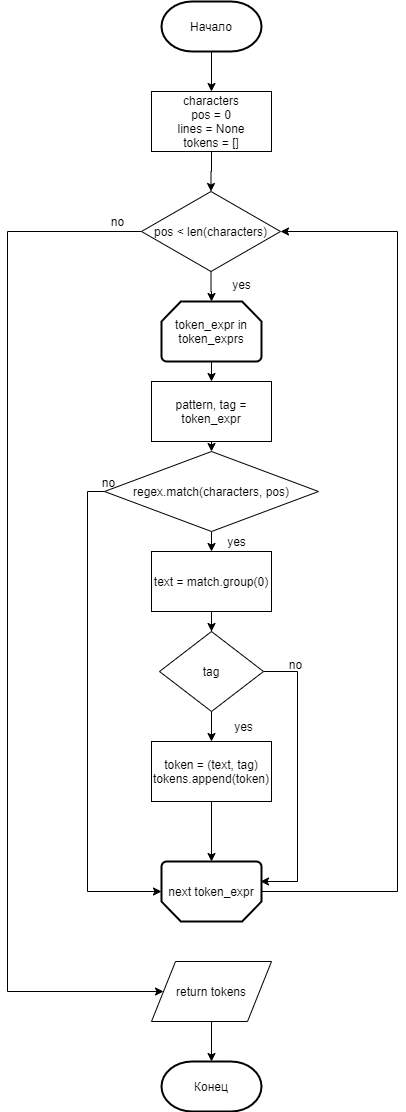 Начало
characters
pos = 0
lines = None
tokens = []
no
pos < len(characters)
yes
token_expr in
token_exprs
pattern, tag =
token_expr
no
regex.match(characters, pos)
yes
text = match.group(0)
tag
no
yes
token = (text, tag)
tokens.append(token)
next token_expr
return tokens
Конец